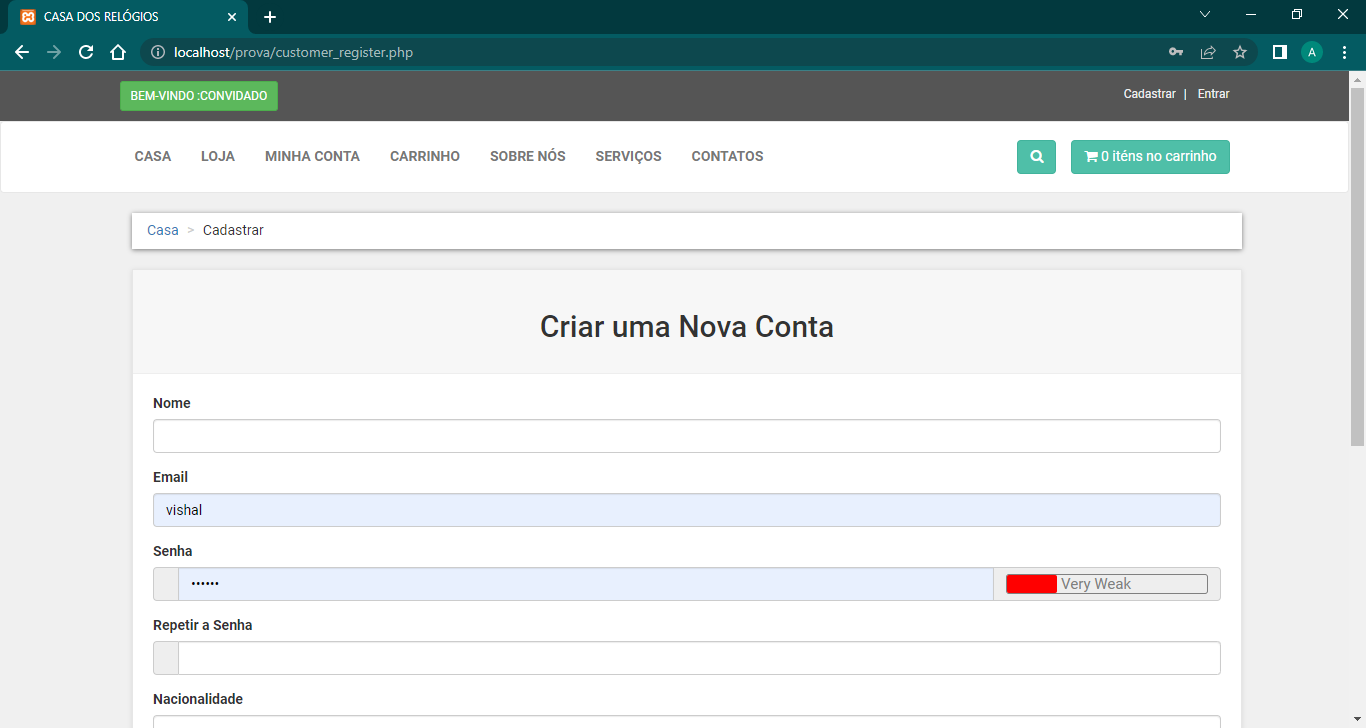 CASA DOS RELÓGIOS
localhost/prova/customer_register.php
A
BEM-VINDO :CONVIDADO
Cadastrar | Entrar
CASA LOJA MINHA CONTA CARRINHO SOBRE NÓS SERVIÇOS CONTATOS
0 iténs no carrinho
Casa > Cadastrar
Criar uma Nova Conta
Nome
Email
vishal
Senha
••••••
Very Weak
Repetir a Senha
Nacionalidade